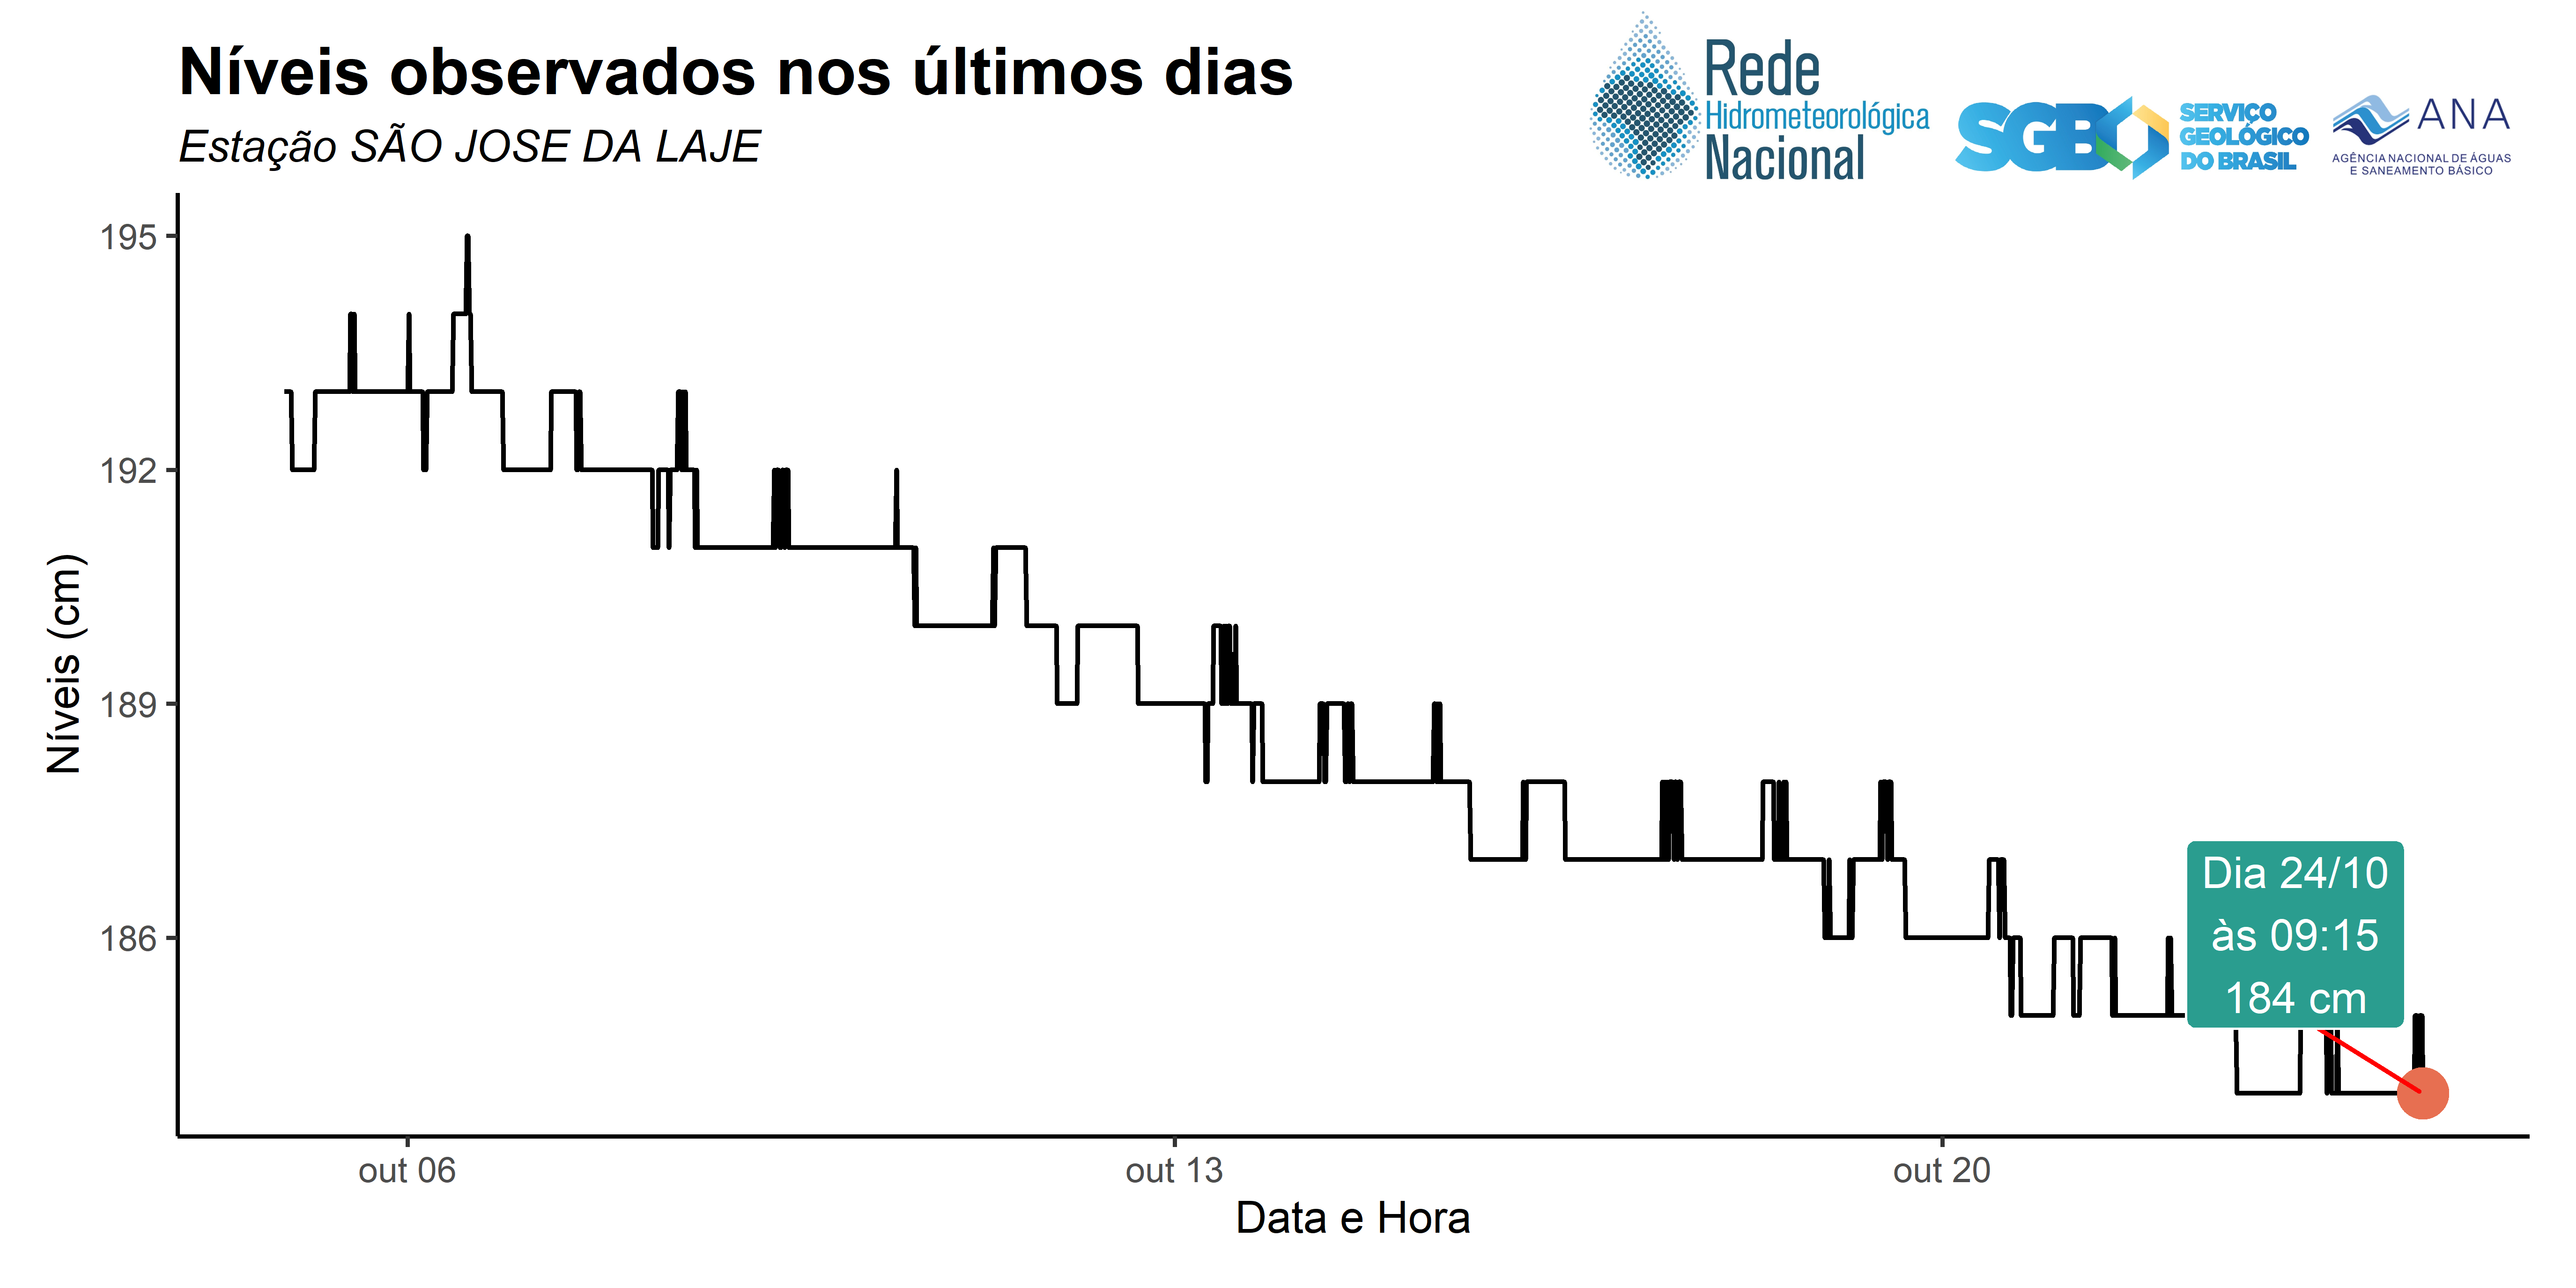 Níveis observados nos últimos dias
Estação SÃO JOSE DA LAJE
Rede
Hidrometeorológica
Nacional
SGB
SERVIÇO
GEOLÓGICO
DO BRASIL
ANA
AGÊNCIA NACIONAL DE ÁGUAS
E SANEAMENTO BÁSICO
Níveis (cm)
195
192
189
186
Dia 24/10
às 09:15
184 cm
out 06
out 13
out 20
Data e Hora